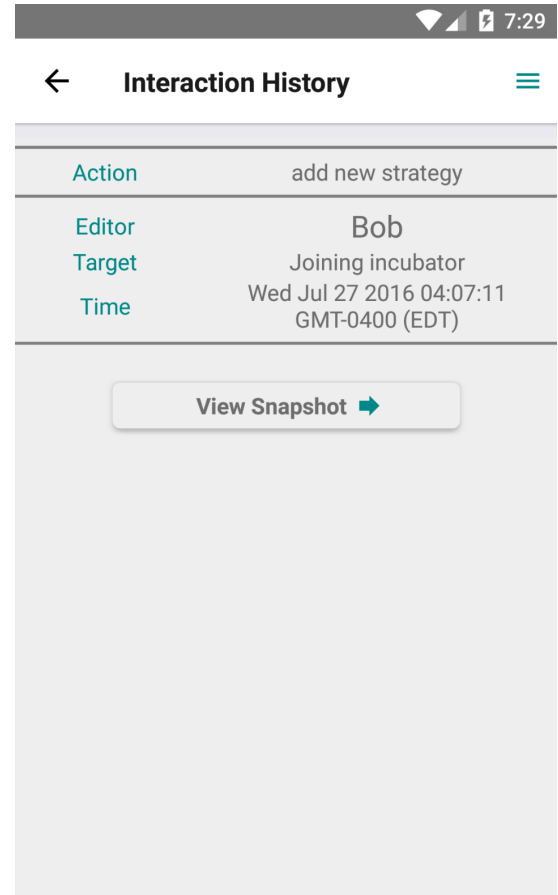 7:29
Interaction History
Action add new strategy
Editor Bob
Target Joining incubator
Time Wed Jul 27 2016 04:07:11
GMT-0400 (EDT)
View Snapshot